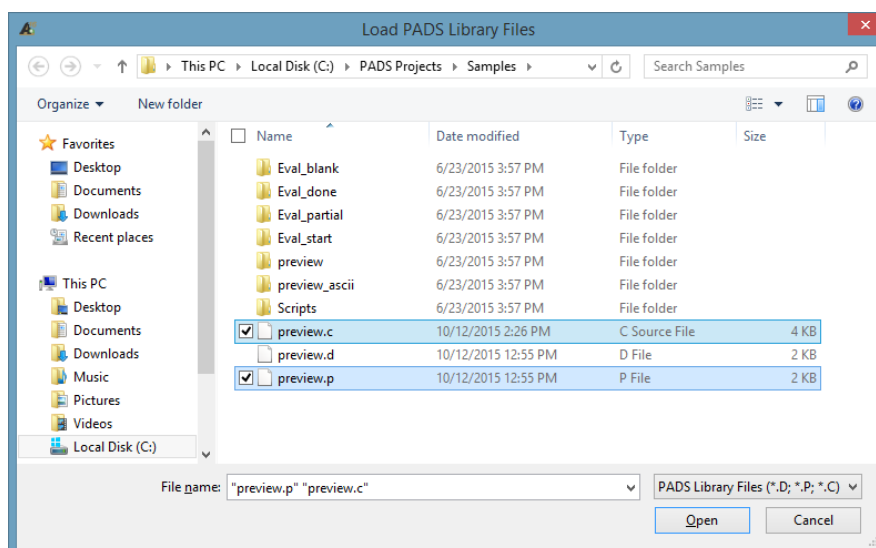 Load PADS Library Files
This PC Local Disk (C:) PADS Projects Samples Search Samples
Organize New folder
Name Date modified Type Size
Favorites
Desktop
Documents
Downloads
Recent places
This PC
Desktop
Documents
Downloads
Music
Pictures
Videos
Local Disk (C:)
Eval_blank 6/23/2015 3:57 PM File folder
Eval_done 6/23/2015 3:57 PM File folder
Eval_partial 6/23/2015 3:57 PM File folder
Eval_start 6/23/2015 3:57 PM File folder
preview 6/23/2015 3:57 PM File folder
preview_ascii 6/23/2015 3:57 PM File folder
Scripts 6/23/2015 3:57 PM File folder
preview.c 10/12/2015 2:26 PM C Source File 4 KB
preview.d 10/12/2015 12:55 PM D File 2 KB
preview.p 10/12/2015 12:55 PM P File 2 KB
File name: "preview.p" "preview.c" PADS Library Files (*.D; *.P; *.C)
Open Cancel